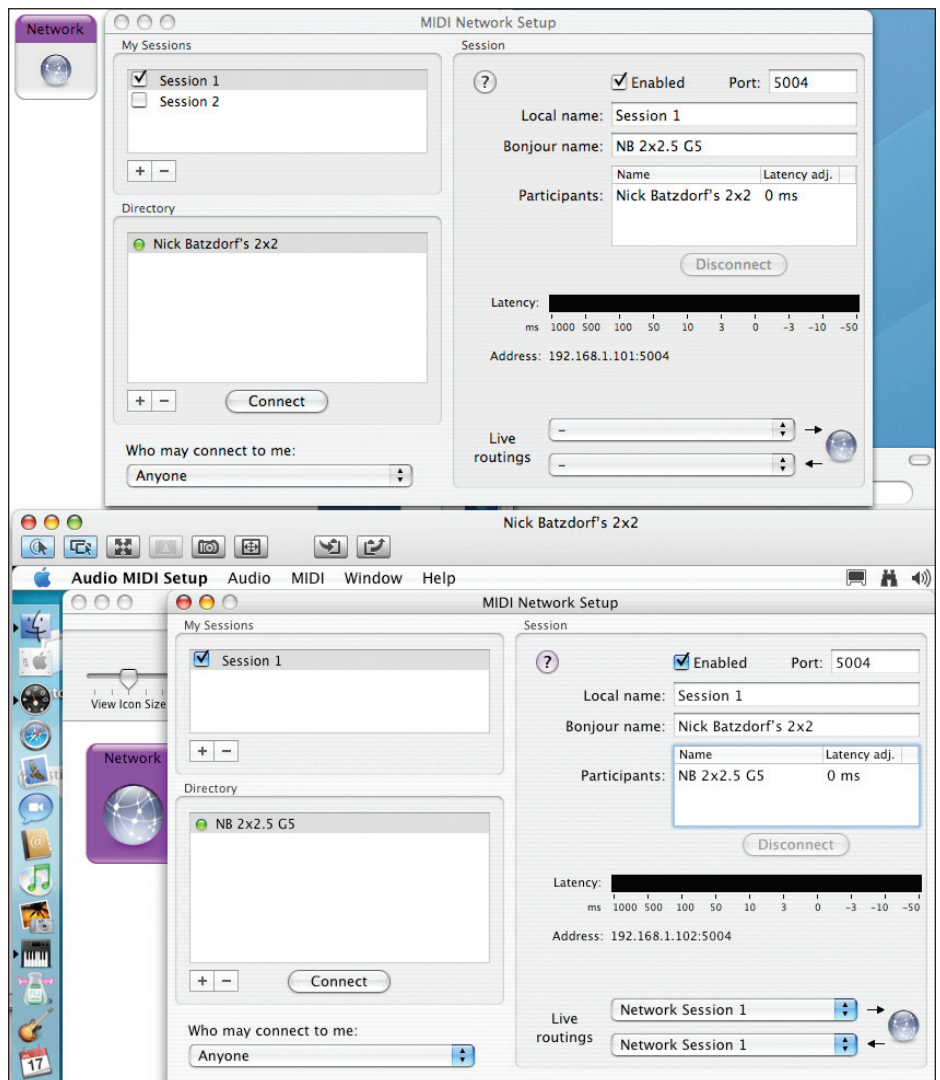 Network
MIDI Network Setup
My Sessions
Session 1
Session 2
+ −
Directory
Nick Batzdorf's 2x2
+ −
Connect
Who may connect to me:
Anyone
Session
?
Enabled
Port: 5004
Local name: Session 1
Bonjour name: NB 2x2.5 G5
Name Latency adj.
Participants: Nick Batzdorf's 2x2 0 ms
Disconnect
Latency:
ms 1000 500 100 50 10 3 0 -3 -10 -50
Address: 192.168.1.101:5004
Live routings
–
–
Nick Batzdorf's 2x2
Audio MIDI Setup Audio MIDI Window Help
View Icon Size
Network
17
MIDI Network Setup
My Sessions
Session 1
+ −
Directory
NB 2x2.5 G5
+ −
Connect
Who may connect to me:
Anyone
Session
?
Enabled
Port: 5004
Local name: Session 1
Bonjour name: Nick Batzdorf's 2x2
Name Latency adj.
Participants: NB 2x2.5 G5 0 ms
Disconnect
Latency:
ms 1000 500 100 50 10 3 0 -3 -10 -50
Address: 192.168.1.102:5004
Live routings
Network Session 1
Network Session 1